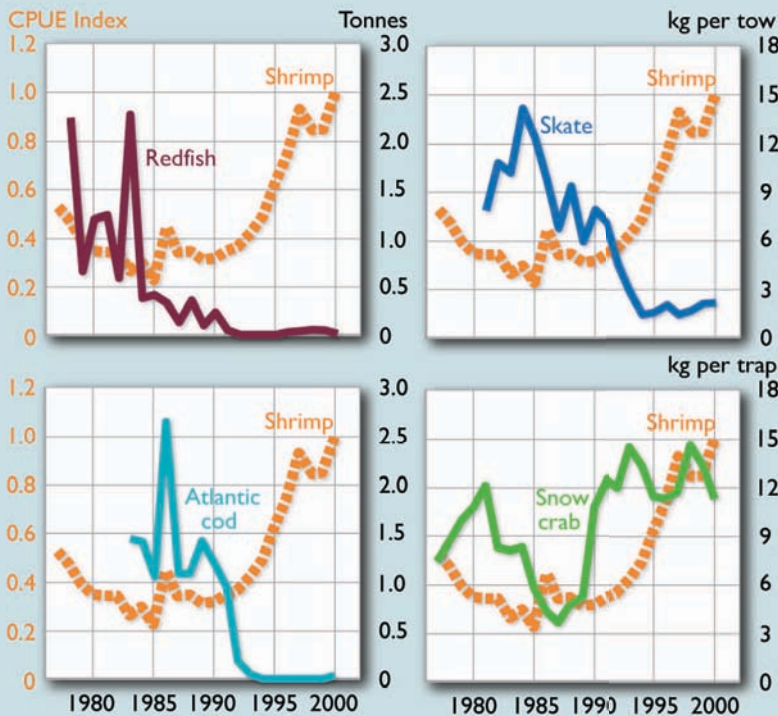 CPUE Index Tonnes kg per tow
1.2 3.0 18
1.0 2.5 15
0.8 2.0 12
0.6 1.5 9
0.4 1.0 6
0.2 0.5 3
0 0 0
Shrimp
Redfish
Shrimp
Skate
kg per trap
1.2 3.0 18
1.0 2.5 15
0.8 2.0 12
0.6 1.5 9
0.4 1.0 6
0.2 0.5 3
0 0 0
Shrimp
Atlantic
cod
Shrimp
Snow
crab
1980 1985 1990 1995 2000 1980 1985 1990 1995 2000